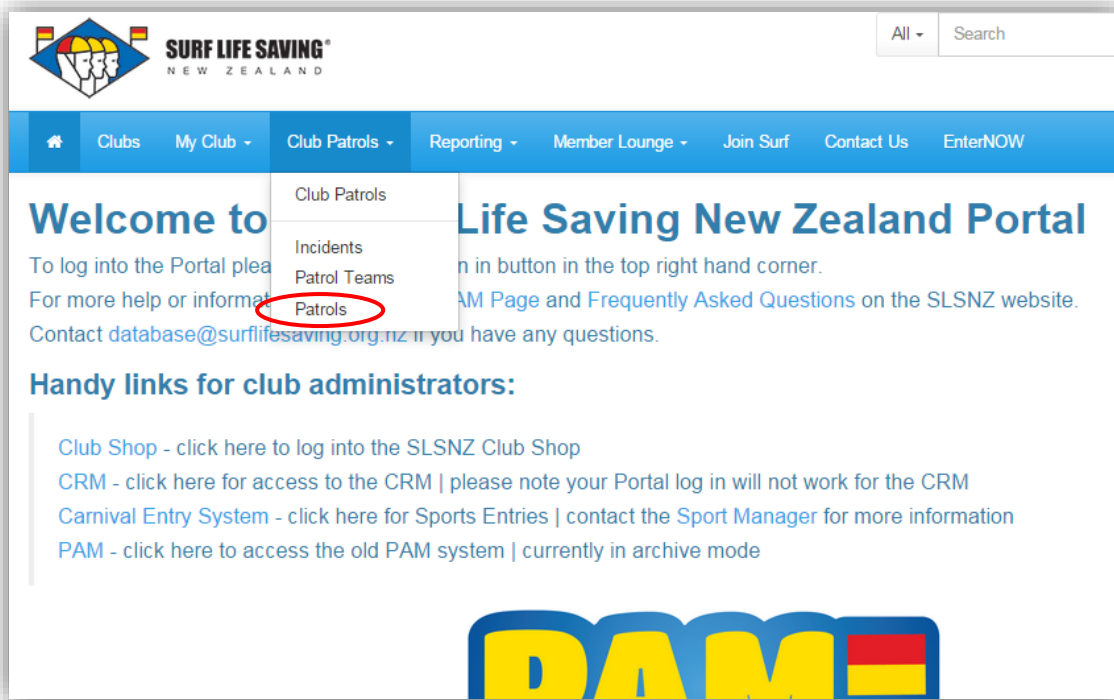 SURF LIFE SAVING®
NEW ZEALAND
All
Search
Clubs
My Club
Club Patrols
Reporting
Member Lounge
Join Surf
Contact Us
EnterNOW
Club Patrols
Incidents
Patrol Teams
Patrols
Welcome to Life Saving New Zealand Portal
To log into the Portal plea n in button in the top right hand corner.
For more help or informat AM Page and Frequently Asked Questions on the SLSNZ website.
Contact database@surflifesaving.org.nz if you have any questions.
Handy links for club administrators:
Club Shop - click here to log into the SLSNZ Club Shop
CRM - click here for access to the CRM | please note your Portal log in will not work for the CRM
Carnival Entry System - click here for Sports Entries | contact the Sport Manager for more information
PAM - click here to access the old PAM system | currently in archive mode
PAM